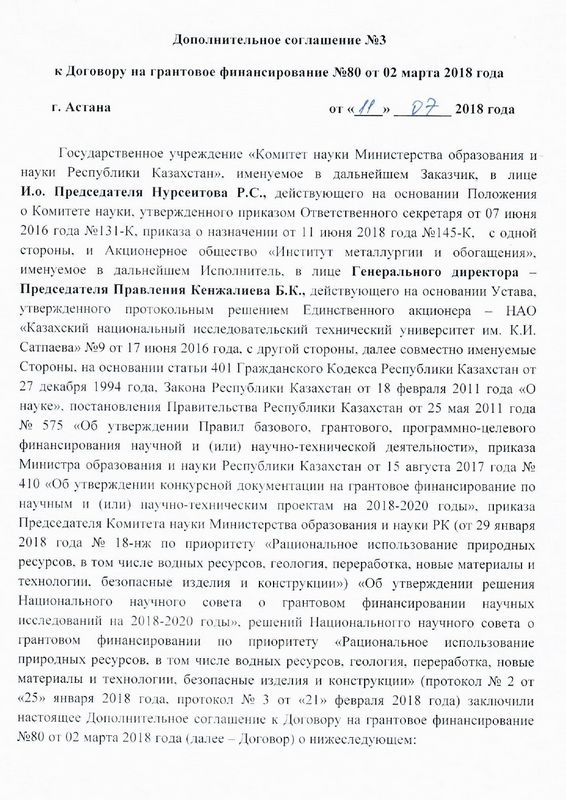 Дополнительное соглашение №3
к Договору на грантовое финансирование №80 от 02 марта 2018 года
г. Астана от «11» 07 2018 года
Государственное учреждение «Комитет науки Министерства образования и
науки Республики Казахстан», именуемое в дальнейшем Заказчик, в лице
И.о. Председателя Нурсеитова Р.С., действующего на основании Положения
о Комитете науки, утвержденного приказом Ответственного секретаря от 07 июня
2016 года №131-К, приказа о назначении от 11 июня 2018 года №145-К, с одной
стороны, и Акционерное общество «Институт металлургии и обогащения»,
именуемое в дальнейшем Исполнитель, в лице Генерального директора –
Председателя Правления Кенжалиева Б.К., действующего на основании Устава,
утвержденного протокольным решением Единственного акционера – НАО
«Казахский национальный исследовательский технический университет им. К.И.
Сатпаева» №9 от 17 июня 2016 года, с другой стороны, далее совместно именуемые
Стороны, на основании статьи 401 Гражданского Кодекса Республики Казахстан от
27 декабря 1994 года, Закона Республики Казахстан от 18 февраля 2011 года «О
науке», постановления Правительства Республики Казахстан от 25 мая 2011 года
№ 575 «Об утверждении Правил базового, грантового, программно-целевого
финансирования научной и (или) научно-технической деятельности», приказа
Министра образования и науки Республики Казахстан от 15 августа 2017 года №
410 «Об утверждении конкурсной документации на грантовое финансирование по
научным и (или) научно-техническим проектам на 2018-2020 годы», приказа
Председателя Комитета науки Министерства образования и науки РК (от 29 января
2018 года № 18-нж по приоритету «Рациональное использование природных
ресурсов, в том числе водных ресурсов, геология, переработка, новые материалы и
технологии, безопасные изделия и конструкции») «Об утверждении решения
Национального научного совета о грантовом финансировании научных
исследований на 2018-2020 годы», решений Национальногго научного совета о
грантовом финансировании по приоритету «Рациональное использование
природных ресурсов, в том числе водных ресурсов, геология, переработка, новые
материалы и технологии, безопасные изделия и конструкции» (протокол № 2 от
«25» января 2018 года, протокол № 3 от «21» февраля 2018 года) заключили
настоящее Дополнительное соглашение к Договору на грантовое финансирование
№80 от 02 марта 2018 года (далее – Договор) о нижеследующем: